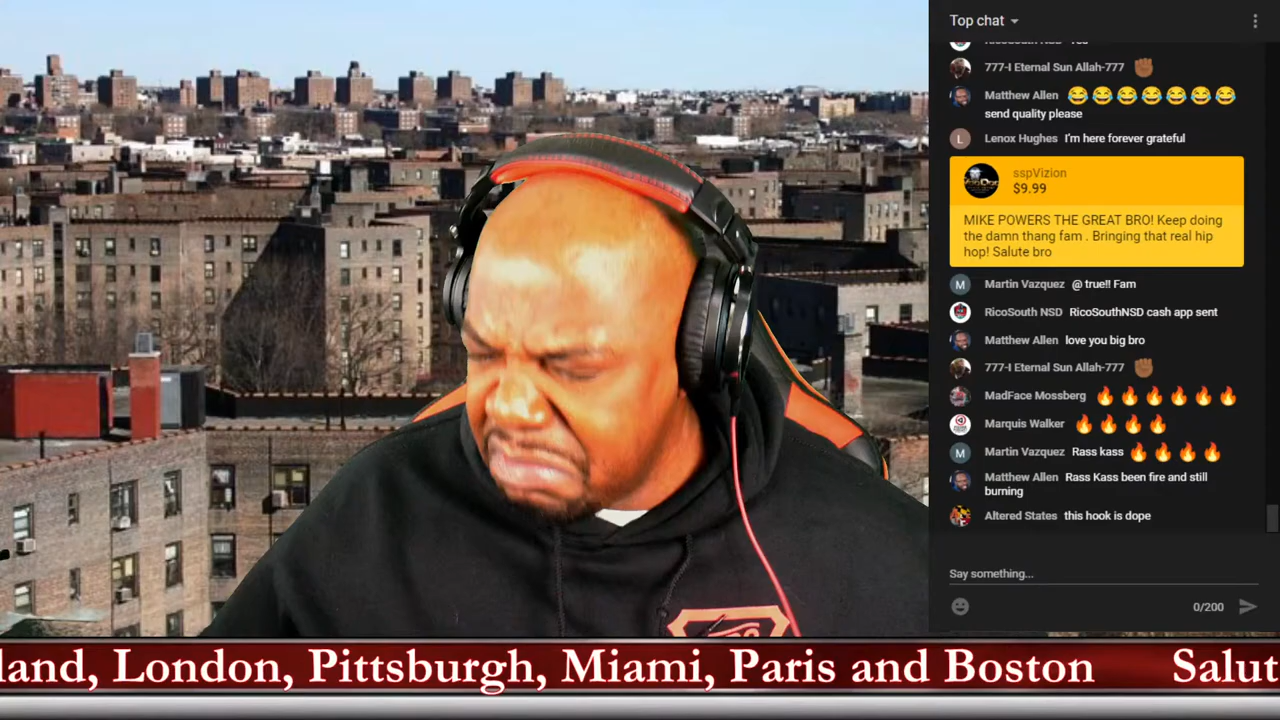 Top chat
777-I Eternal Sun Allah-777
Matthew Allen
send quality please
Lenox Hughes I'm here forever grateful
sspVizion
$9.99
MIKE POWERS THE GREAT BRO! Keep doing
the damn thang fam . Bringing that real hip
hop! Salute bro
M Martin Vazquez @ true!! Fam
RicoSouth NSD RicoSouthNSD cash app sent
Matthew Allen love you big bro
777-I Eternal Sun Allah-777
MadFace Mossberg
Marquis Walker
M Martin Vazquez Rass kass
Matthew Allen Rass Kass been fire and still
burning
Altered States this hook is dope
Say something...
0/200
land, London, Pittsburgh, Miami, Paris and Boston Salut